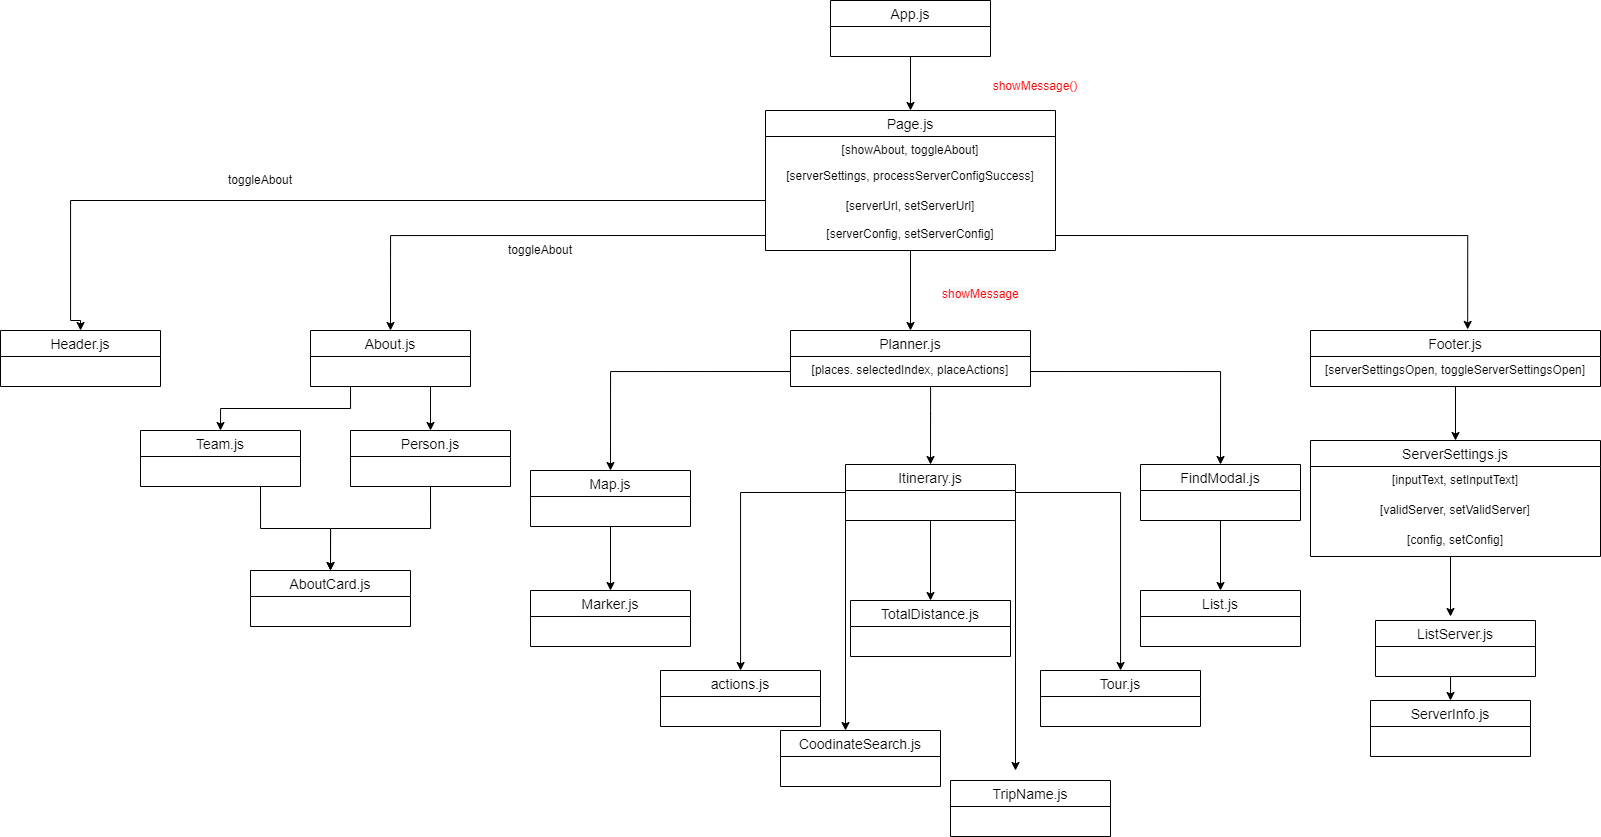 App.js
showMessage()
Page.js
[showAbout, toggleAbout]
[serverSettings, processServerConfigSuccess]
[serverUrl, setServerUrl]
[serverConfig, setServerConfig]
toggleAbout
toggleAbout
showMessage
Header.js
About.js
Planner.js
[places. selectedIndex, placeActions]
Footer.js
[serverSettingsOpen, toggleServerSettingsOpen]
Team.js
Person.js
AboutCard.js
Map.js
Itinerary.js
FindModal.js
ServerSettings.js
[inputText, setInputText]
[validServer, setValidServer]
[config, setConfig]
Marker.js
TotalDistance.js
List.js
ListServer.js
actions.js
Tour.js
ServerInfo.js
CoodinateSearch.js
TripName.js